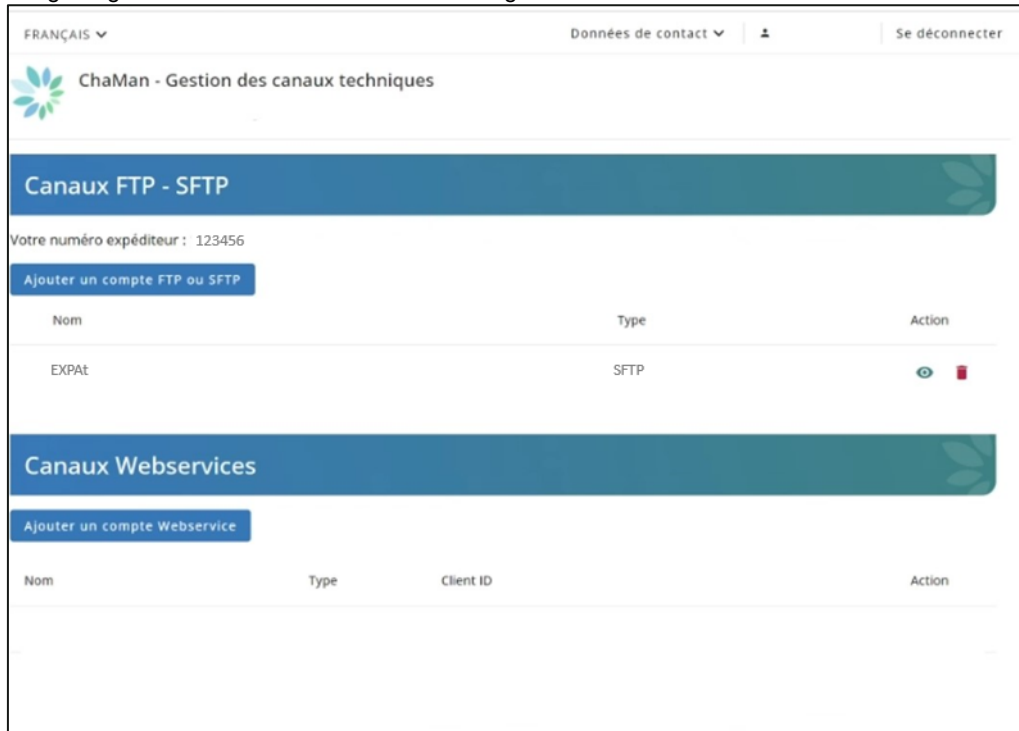 FRANÇAIS
Données de contact
Se déconnecter
ChaMan - Gestion des canaux techniques
Canaux FTP - SFTP
Votre numéro expéditeur : 123456
Ajouter un compte FTP ou SFTP
Nom Type Action
EXPAt SFTP
Canaux Webservices
Ajouter un compte Webservice
Nom Type Client ID Action